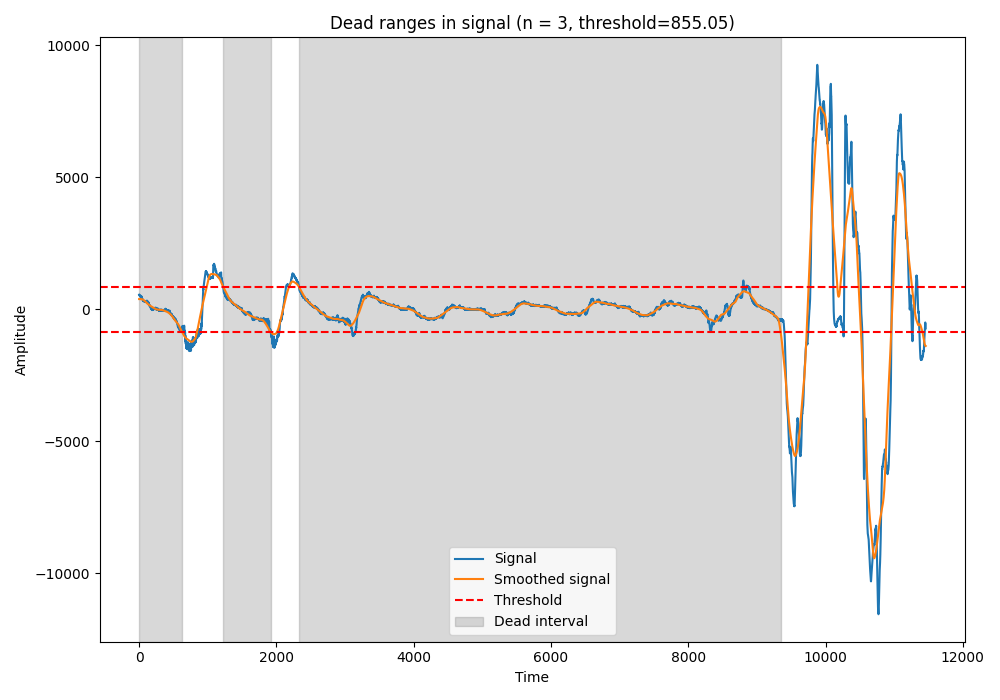 Dead ranges in signal (n = 3, threshold=855.05)
10000
5000
0
−5000
−10000
Amplitude
Signal
Smoothed signal
Threshold
Dead interval
0
2000
4000
6000
8000
10000
12000
Time